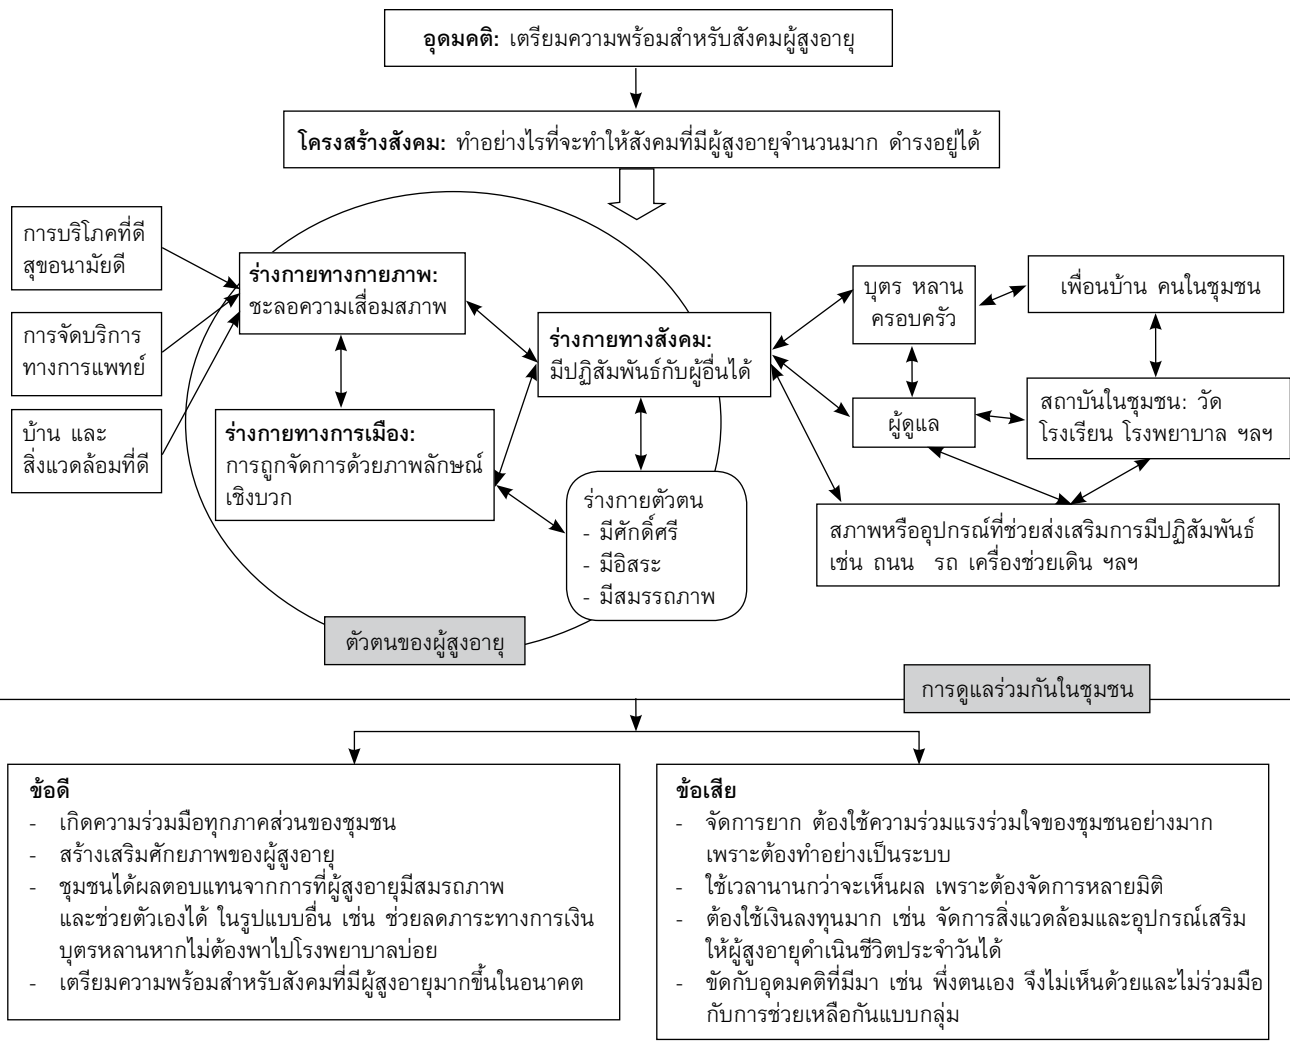 อุดมคติ: เตรียมความพร้อมสำหรับสังคมผู้สูงอายุ
โครงสร้างสังคม: ทำอย่างไรที่จะทำให้สังคมที่มีผู้สูงอายุจำนวนมาก ดำรงอยู่ได้
การบริโภคที่ดี
สุขอนามัยดี
การจัดบริการ
ทางการแพทย์
บ้าน และ
สิ่งแวดล้อมที่ดี
ร่างกายทางกายภาพ:
ชะลอความเสื่อมสภาพ
ร่างกายทางการเมือง:
การถูกจัดการด้วยภาพลักษณ์
เชิงบวก
ร่างกายทางสังคม:
มีปฏิสัมพันธ์กับผู้อื่นได้
ร่างกายตัวตน
- มีศักดิ์ศรี
- มีอิสระ
- มีสมรรถภาพ
บุตร หลาน
ครอบครัว
ผู้ดูแล
เพื่อนบ้าน คนในชุมชน
สถาบันในชุมชน: วัด
โรงเรียน โรงพยาบาล ฯลฯ
สภาพหรืออุปกรณ์ที่ช่วยส่งเสริมการมีปฏิสัมพันธ์
เช่น ถนน รถ เครื่องช่วยเดิน ฯลฯ
ตัวตนของผู้สูงอายุ
การดูแลร่วมกันในชุมชน
ข้อดี
- เกิดความร่วมมือทุกภาคส่วนของชุมชน
- สร้างเสริมศักยภาพของผู้สูงอายุ
- ชุมชนได้ผลตอบแทนจากการที่ผู้สูงอายุมีสมรถภาพ
และช่วยตัวเองได้ ในรูปแบบอื่น เช่น ช่วยลดภาระทางการเงิน
บุตรหลานหากไม่ต้องพาไปโรงพยาบาลบ่อย
- เตรียมความพร้อมสำหรับสังคมที่มีผู้สูงอายุมากขึ้นในอนาคต
ข้อเสีย
- จัดการยาก ต้องใช้ความร่วมแรงร่วมใจของชุมชนอย่างมาก
เพราะต้องทำอย่างเป็นระบบ
- ใช้เวลานานกว่าจะเห็นผล เพราะต้องจัดการหลายมิติ
- ต้องใช้เงินลงทุนมาก เช่น จัดการสิ่งแวดล้อมและอุปกรณ์เสริม
ให้ผู้สูงอายุดำเนินชีวิตประจำวันได้
- ขัดกับอุดมคติที่มีมา เช่น พึ่งตนเอง จึงไม่เห็นด้วยและไม่ร่วมมือ
กับการช่วยเหลือกันแบบกลุ่ม